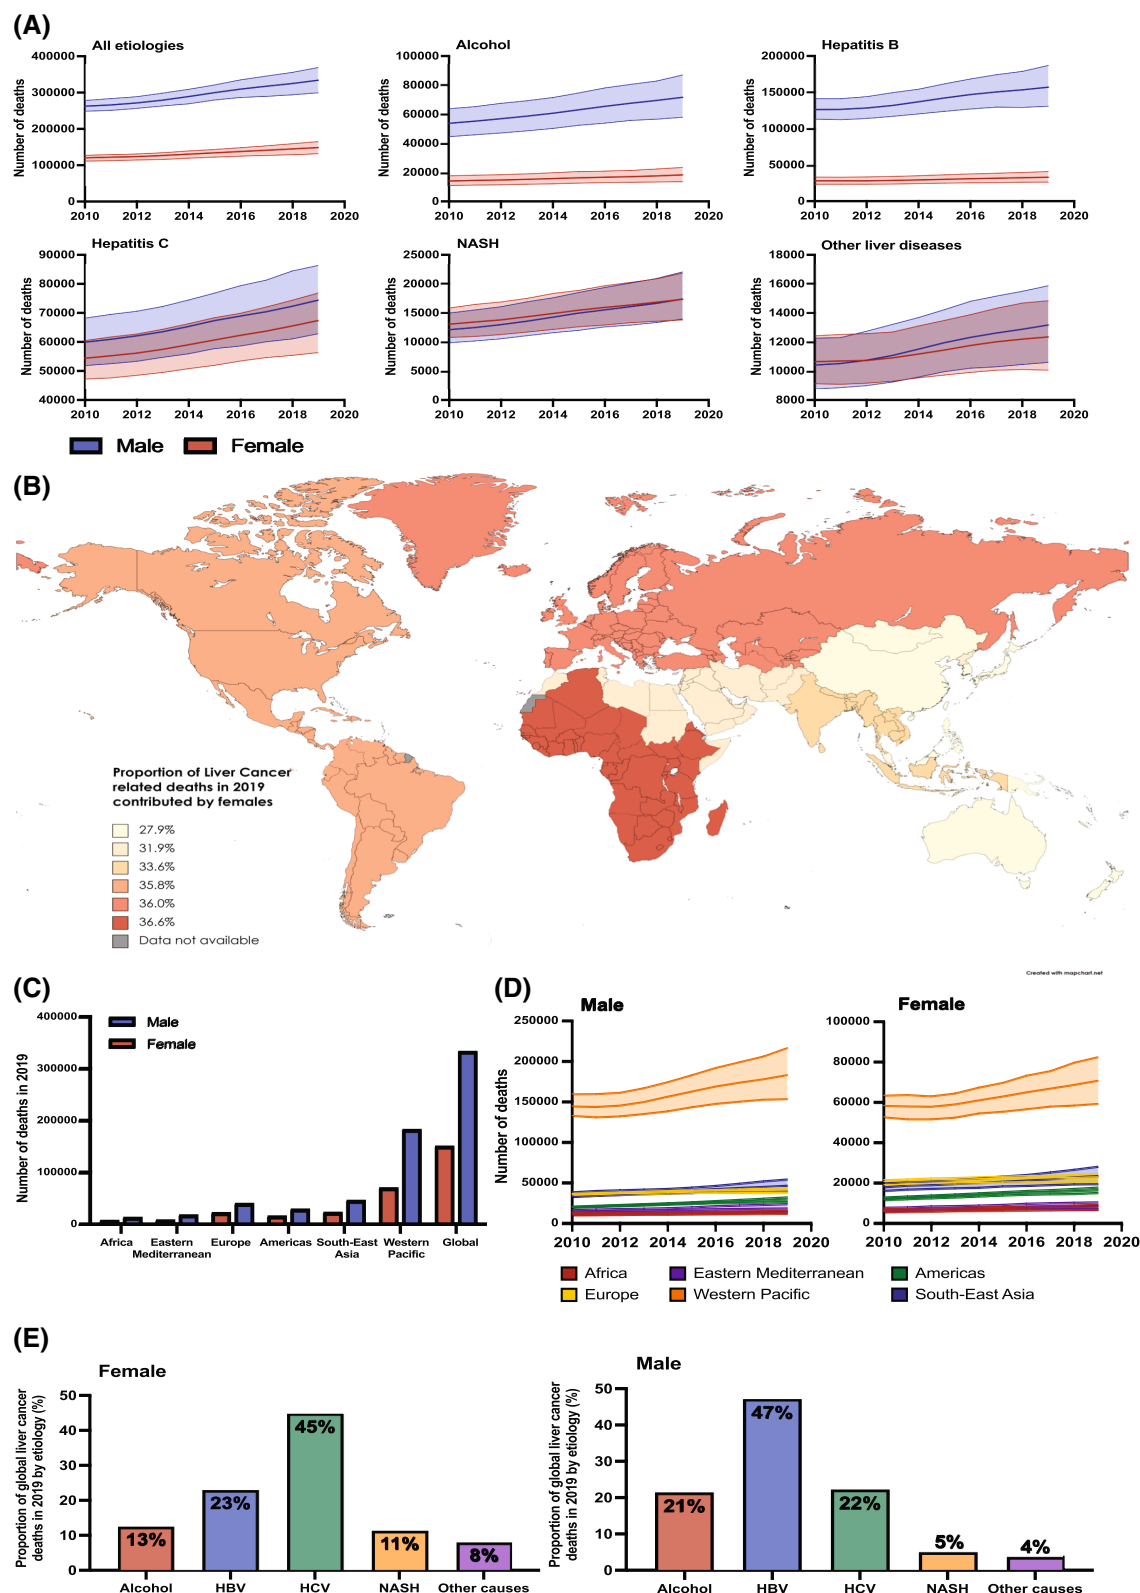 (A)
All etiologies
Alcohol
Hepatitis B
Number of deaths
400000
300000
200000
100000
0
2010 2012 2014 2016 2018 2020
Number of deaths
100000
80000
60000
40000
20000
0
2010 2012 2014 2016 2018 2020
Number of deaths
200000
150000
100000
50000
0
2010 2012 2014 2016 2018 2020
Hepatitis C
NASH
Other liver diseases
Number of deaths
90000
80000
70000
60000
50000
40000
2010 2012 2014 2016 2018 2020
Number of deaths
25000
20000
15000
10000
5000
0
2010 2012 2014 2016 2018 2020
Number of deaths
18000
16000
14000
12000
10000
8000
2010 2012 2014 2016 2018 2020
Male Female
(B)
Proportion of Liver Cancer
related deaths in 2019
contributed by females
27.9%
31.9%
33.6%
35.8%
36.0%
36.6%
Data not available
Created with mapchart.net
(C)
Number of deaths in 2019
400000
300000
200000
100000
0
Male
Female
Africa Eastern Europe Americas South-East Western Global
Mediterranean Asia Pacific
(D)
Male
Female
Number of deaths
250000
200000
150000
100000
50000
0
2010 2012 2014 2016 2018 2020
100000
80000
60000
40000
20000
0
2010 2012 2014 2016 2018 2020
Africa Eastern Mediterranean Americas
Europe Western Pacific South-East Asia
(E)
Female
Proportion of global liver cancer
deaths in 2019 by etiology (%)
50
40
30
20
10
0
13%
23%
45%
11%
8%
Alcohol HBV HCV NASH Other causes
Male
Proportion of global liver cancer
deaths in 2019 by etiology (%)
50
40
30
20
10
0
21%
47%
22%
5%
4%
Alcohol HBV HCV NASH Other causes